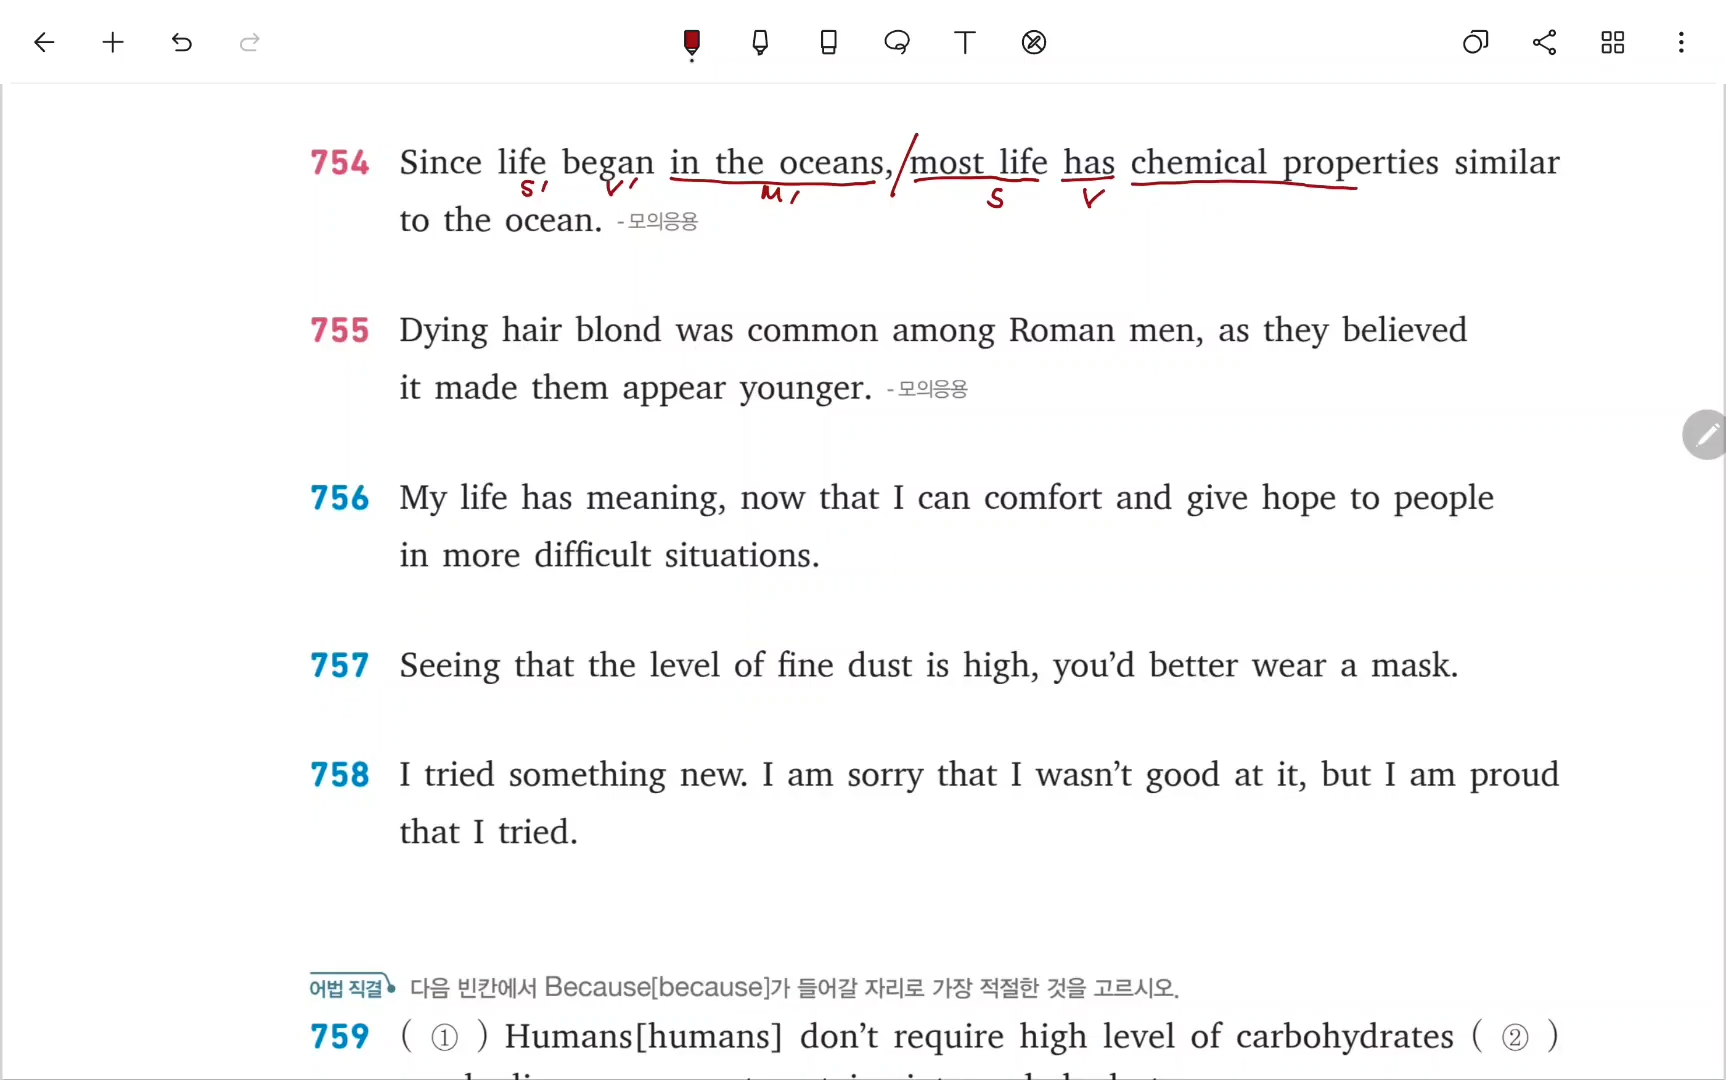 754 Since life began in the oceans, most life has chemical properties similar
S' V' M' S V
to the ocean. - 모의응용
755 Dying hair blond was common among Roman men, as they believed
it made them appear younger. - 모의응용
756 My life has meaning, now that I can comfort and give hope to people
in more difficult situations.
757 Seeing that the level of fine dust is high, you’d better wear a mask.
758 I tried something new. I am sorry that I wasn’t good at it, but I am proud
that I tried.
어법 직결 다음 빈칸에서 Because[because]가 들어갈 자리로 가장 적절한 것을 고르시오.
759 ( ① ) Humans[humans] don’t require high level of carbohydrates ( ② )